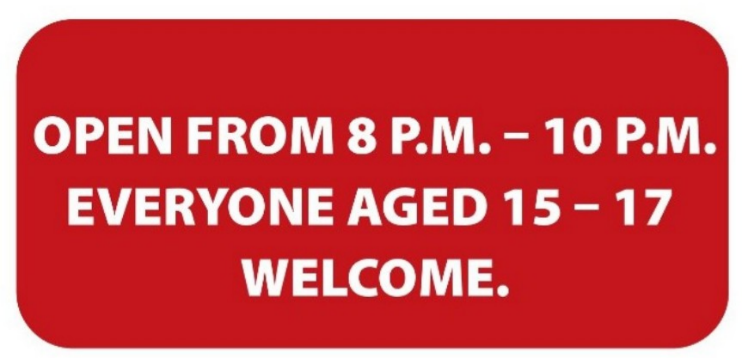 OPEN FROM 8 P.M. – 10 P.M.
EVERYONE AGED 15 – 17
WELCOME.